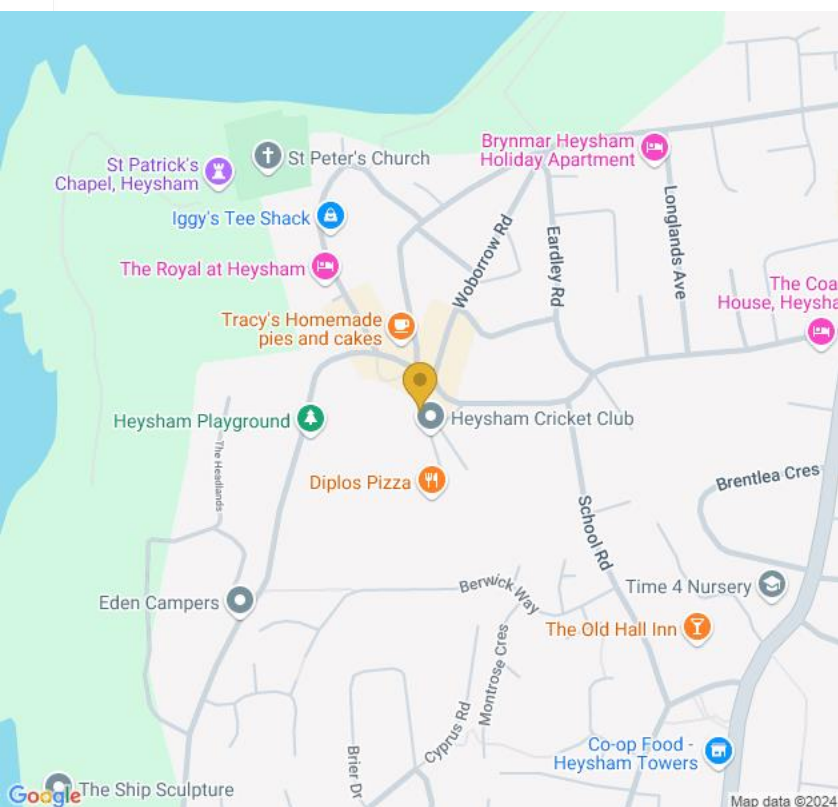 Brynmar Heysham
Holiday Apartment
St Peter's Church
St Patrick's
Chapel, Heysham
Iggy's Tee Shack
Longlands Ave
Woborrow Rd
Eardley Rd
The Royal at Heysham
The Coa
House, Heysha
Tracy's Homemade
pies and cakes
Heysham Playground
Heysham Cricket Club
The Headlands
Diplos Pizza
Brentlea Cres
School Rd
Berwick Way
Time 4 Nursery
Eden Campers
The Old Hall Inn
Montrose Cres
Cyprus Rd
Brier Dr
Co-op Food -
Heysham Towers
The Ship Sculpture
Google
Map data ©2024